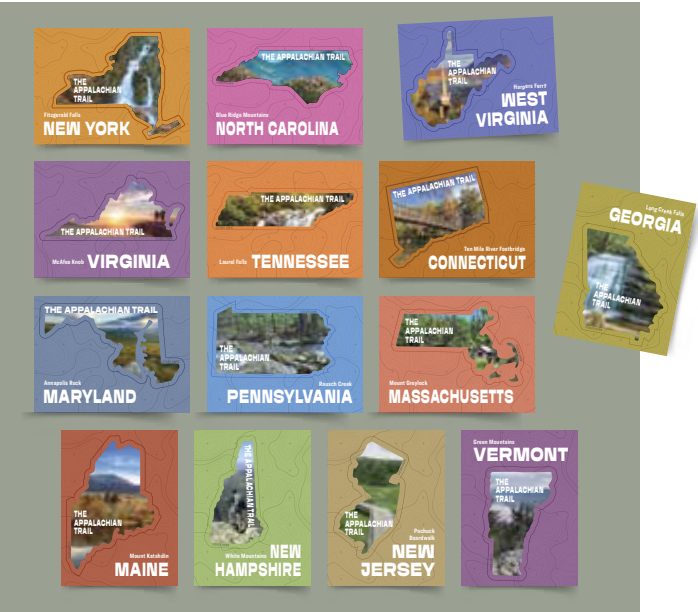 THE
APPALACHIAN
TRAIL
Fitzgerald Falls
NEW YORK
THE APPALACHIAN TRAIL
Blue Ridge Mountains
NORTH CAROLINA
THE
APPALACHIAN
TRAIL
Harpers Ferry
WEST
VIRGINIA
THE APPALACHIAN TRAIL
McAfee Knob VIRGINIA
THE APPALACHIAN TRAIL
Laurel Falls TENNESSEE
THE APPALACHIAN TRAIL
Ten Mile River Footbridge
CONNECTICUT
Long Creek Falls
GEORGIA
THE
APPALACHIAN
TRAIL
THE APPALACHIAN TRAIL
Annapolis Rock
MARYLAND
THE
APPALACHIAN
TRAIL
Rausch Creek
PENNSYLVANIA
THE
APPALACHIAN
TRAIL
Mount Greylock
MASSACHUSETTS
THE
APPALACHIAN
TRAIL
Mount Katahdin
MAINE
THE APPALACHIAN TRAIL
White Mountains NEW
HAMPSHIRE
THE
APPALACHIAN
TRAIL
Pochuck
Boardwalk
NEW
JERSEY
Green Mountains
VERMONT
THE
APPALACHIAN
TRAIL